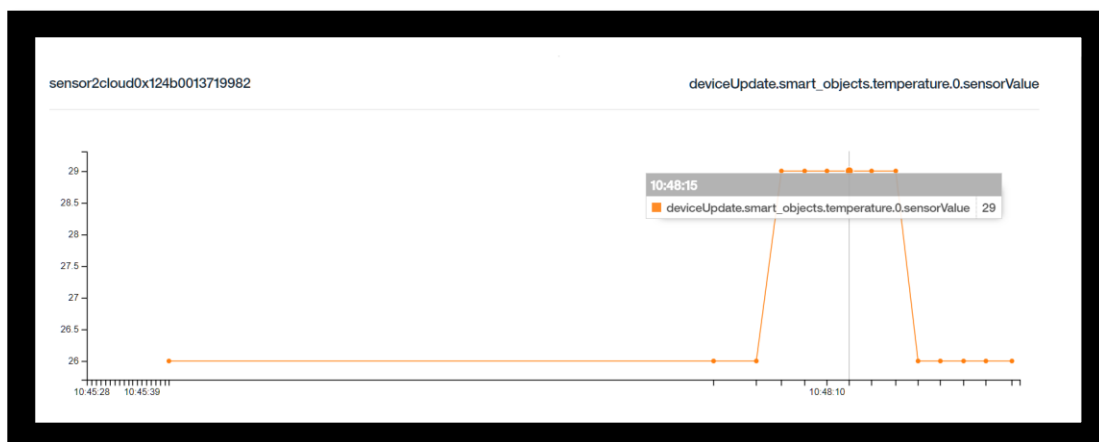 sensor2cloud0x124b0013719982
deviceUpdate.smart_objects.temperature.0.sensorValue
29
10:48:15
deviceUpdate.smart_objects.temperature.0.sensorValue 29
28.5
28
27.5
27
26.5
26
10:45:28 10:45:39 10:48:10